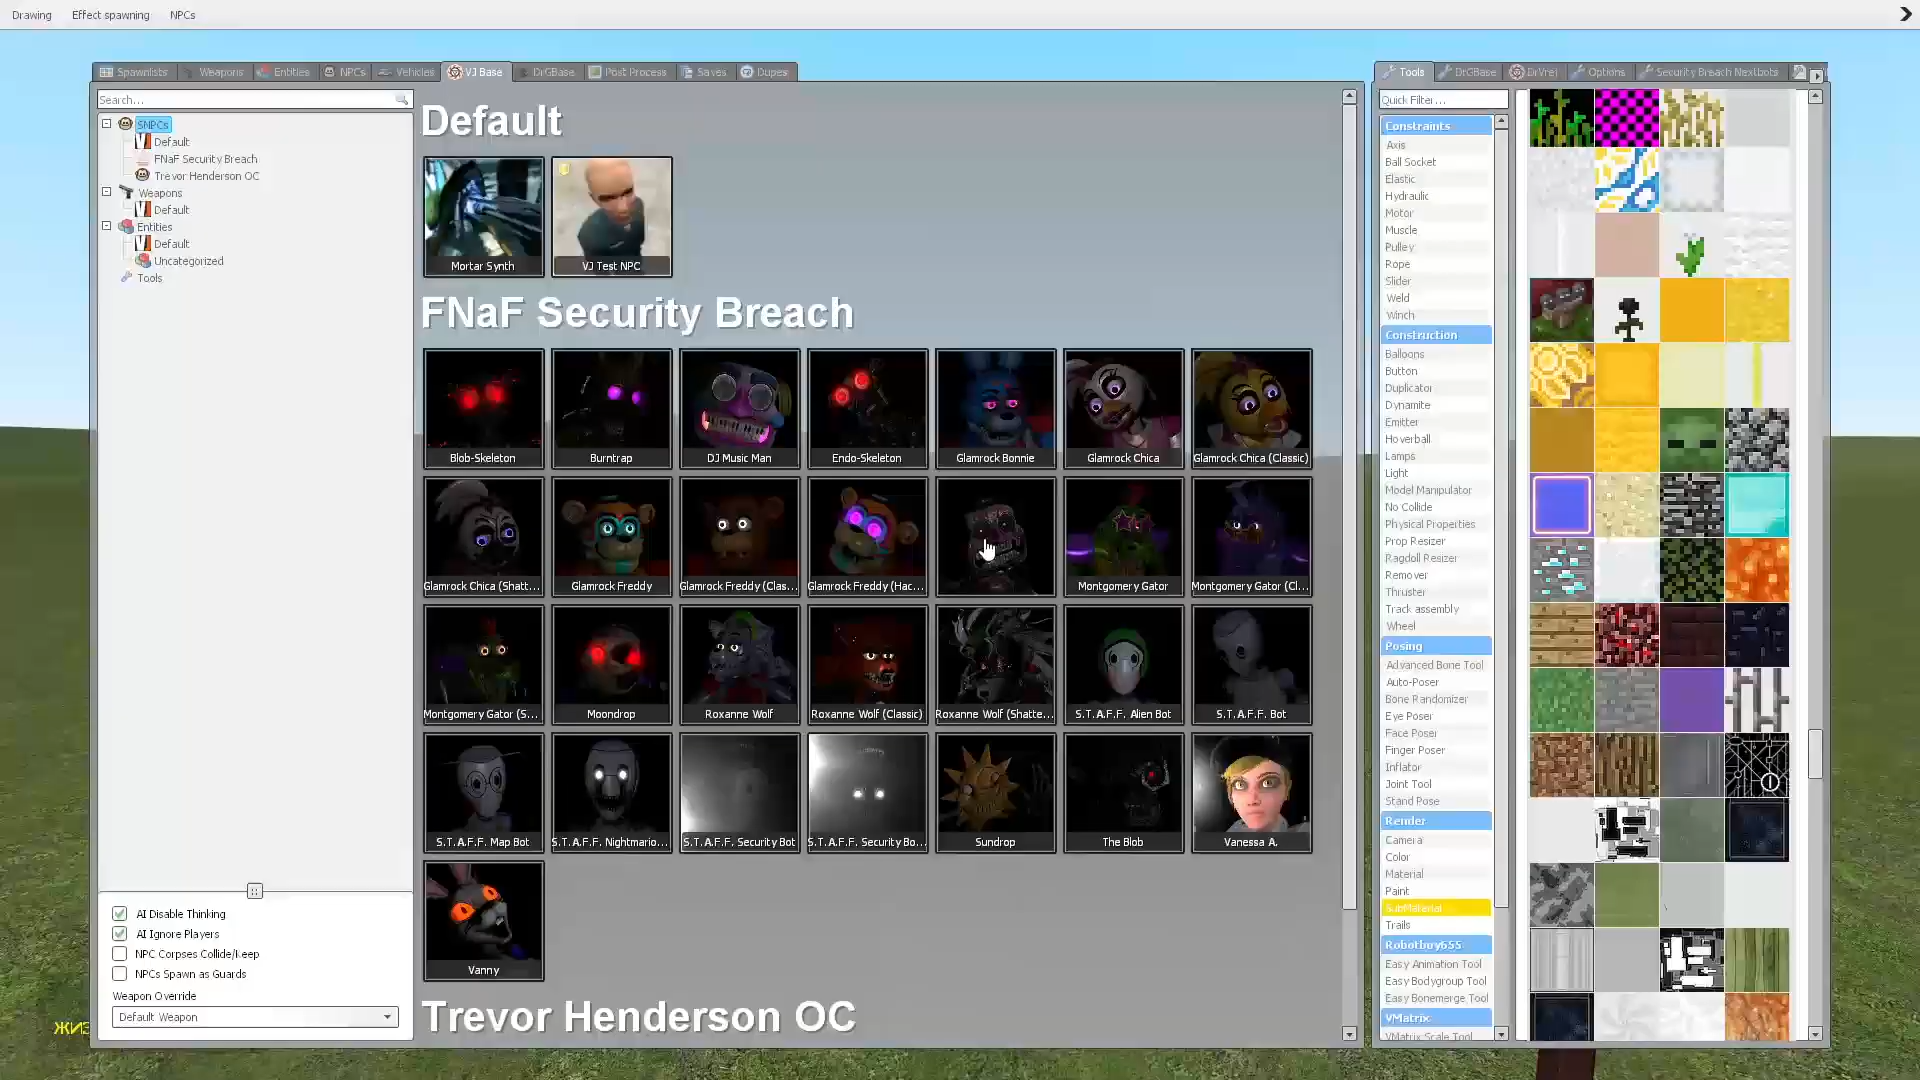 Drawing Effect spawning NPCs
Spawnlists Weapons Entities NPCs Vehicles VJ Base DrGBase Post Process Saves Dupes
Tools DrGBase DrVrej Options Security Breach Nextbots
Search...
SNPCs
Default
FNaF Security Breach
Trevor Henderson OC
Weapons
Default
Entities
Default
Uncategorized
Tools
AI Disable Thinking
AI Ignore Players
NPC Corpses Collide/Keep
NPCs Spawn as Guards
Weapon Override
Default Weapon
ЖИЗ
Default
Mortar Synth VJ Test NPC
FNaF Security Breach
Blob-Skeleton Burntrap DJ Music Man Endo-Skeleton Glamrock Bonnie Glamrock Chica Glamrock Chica (Classic)
Glamrock Chica (Shatt... Glamrock Freddy Glamrock Freddy (Clas... Glamrock Freddy (Hac... Montgomery Gator Montgomery Gator (Cl...
Montgomery Gator (S... Moondrop Roxanne Wolf Roxanne Wolf (Classic) Roxanne Wolf (Shatte... S.T.A.F.F. Alien Bot S.T.A.F.F. Bot
S.T.A.F.F. Map Bot S.T.A.F.F. Nightmario... S.T.A.F.F. Security Bot S.T.A.F.F. Security Bo... Sundrop The Blob Vanessa A.
Vanny
Trevor Henderson OC
Quick Filter ...
Constraints
Axis
Ball Socket
Elastic
Hydraulic
Motor
Muscle
Pulley
Rope
Slider
Weld
Winch
Construction
Balloons
Button
Duplicator
Dynamite
Emitter
Hoverball
Lamps
Light
Model Manipulator
No Collide
Physical Properties
Prop Resizer
Ragdoll Resizer
Remover
Thruster
Track assembly
Wheel
Posing
Advanced Bone Tool
Auto-Poser
Bone Randomizer
Eye Poser
Face Poser
Finger Poser
Inflator
Joint Tool
Stand Pose
Render
Camera
Color
Material
Paint
SubMaterial
Trails
Robotboy655
Easy Animation Tool
Easy Bodygroup Tool
Easy Bonemerge Tool
VMatrix
VMatrix Scale Tool